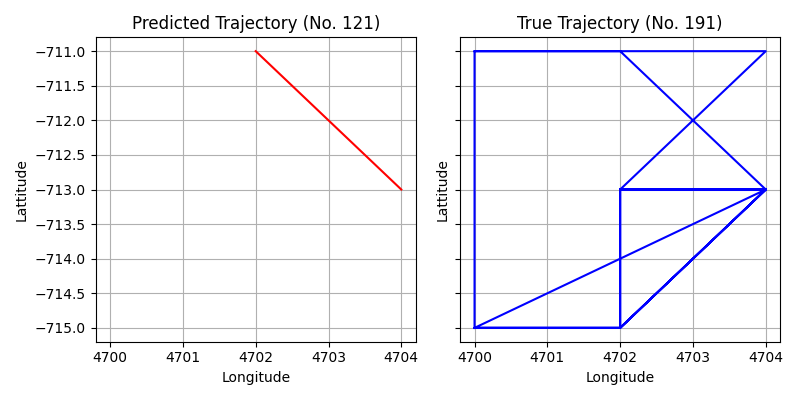 Predicted Trajectory (No. 121)
−711.0
−711.5
−712.0
−712.5
−713.0
−713.5
−714.0
−714.5
−715.0
Lattitude
4700 4701 4702 4703 4704
Longitude
True Trajectory (No. 191)
Lattitude
4700 4701 4702 4703 4704
Longitude